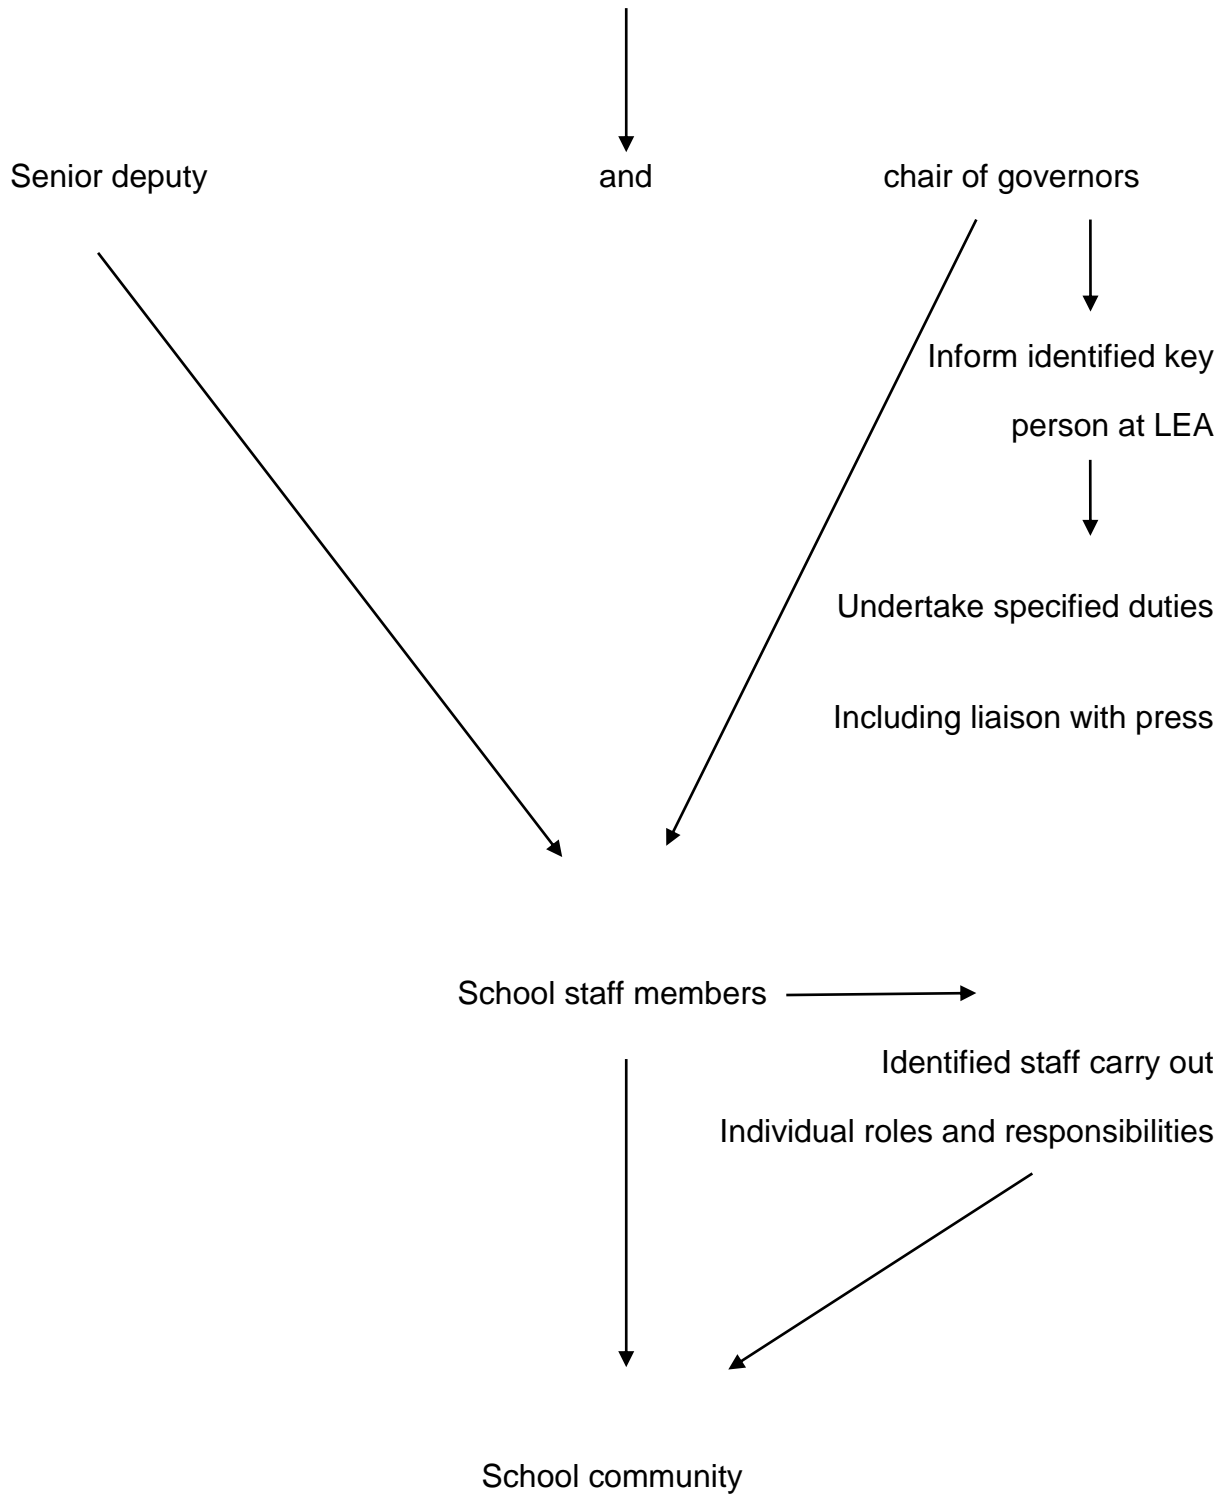 Senior deputy and chair of governors
Inform identified key
person at LEA
Undertake specified duties
Including liaison with press
School staff members
Identified staff carry out
Individual roles and responsibilities
School community